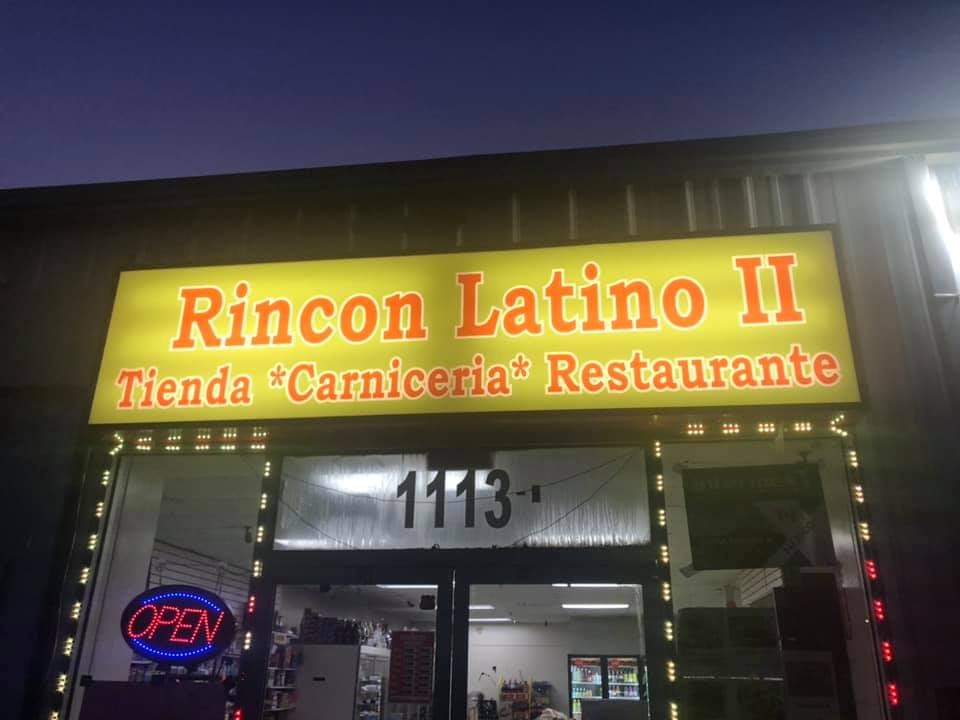 Rincon Latino II
Tienda *Carniceria* Restaurante
1113-
OPEN